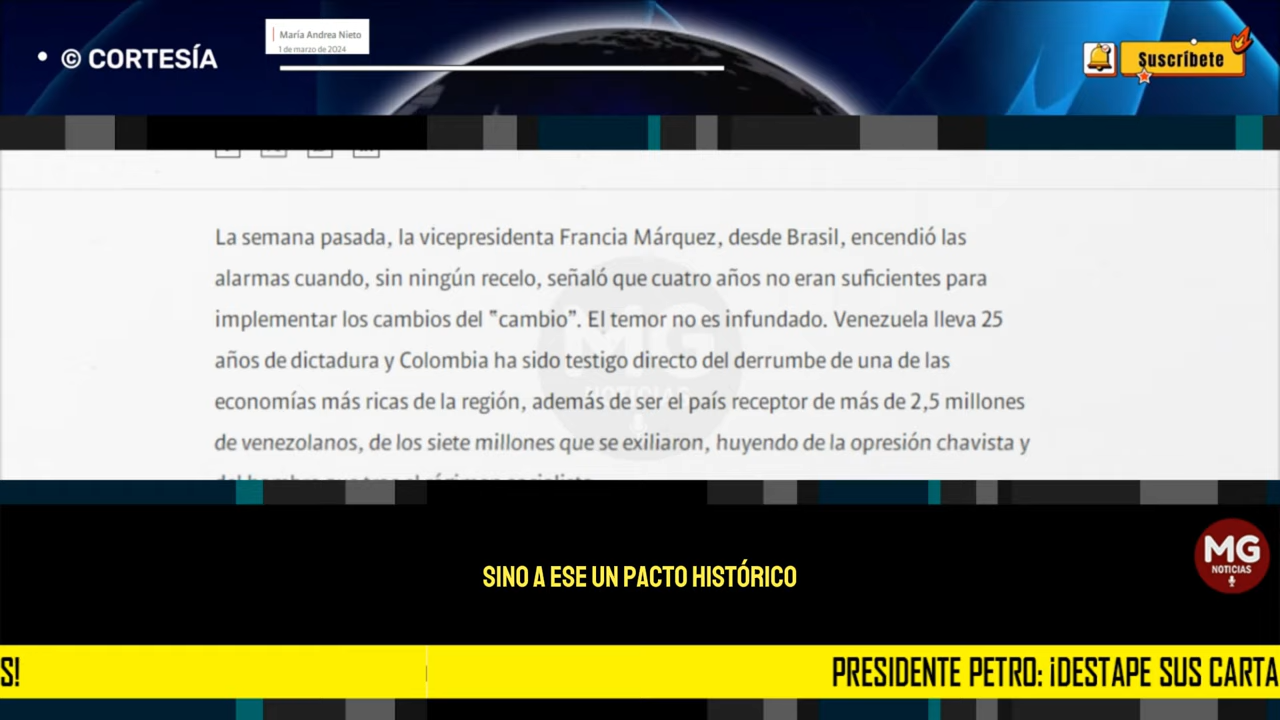 • © CORTESÍA
María Andrea Nieto
1 de marzo de 2024
Suscríbete
La semana pasada, la vicepresidenta Francia Márquez, desde Brasil, encendió las
alarmas cuando, sin ningún recelo, señaló que cuatro años no eran suficientes para
implementar los cambios del "cambio". El temor no es infundado. Venezuela lleva 25
años de dictadura y Colombia ha sido testigo directo del derrumbe de una de las
economías más ricas de la región, además de ser el país receptor de más de 2,5 millones
de venezolanos, de los siete millones que se exiliaron, huyendo de la opresión chavista y
MG
NOTICIAS
SINO A ESE UN PACTO HISTÓRICO
MG
NOTICIAS
S!
PRESIDENTE PETRO: ¡DESTAPE SUS CARTA